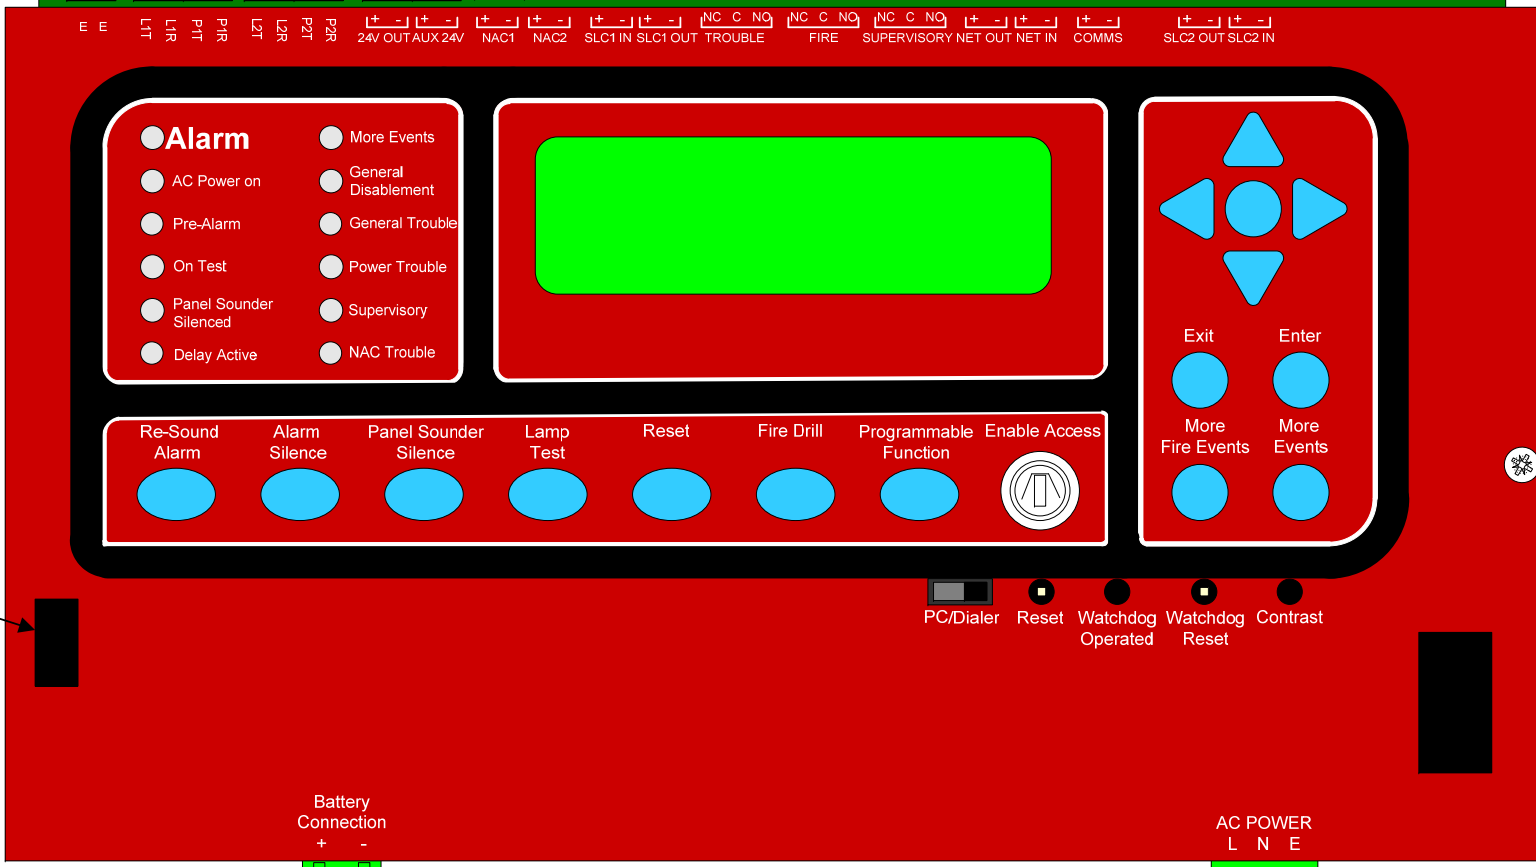 E E L1T L1R P1T P1R L2T L2R P2T P2R
+ - + - + - + - + - + - NC C NO NC C NO NC C NO + - + - + - + - + -
24V OUT AUX 24V NAC1 NAC2 SLC1 IN SLC1 OUT TROUBLE FIRE SUPERVISORY NET OUT NET IN COMMS SLC2 OUT SLC2 IN
Alarm
AC Power on
Pre-Alarm
On Test
Panel Sounder
Silenced
Delay Active
More Events
General
Disablement
General Trouble
Power Trouble
Supervisory
NAC Trouble
Exit
Enter
More
Fire Events
More
Events
Re-Sound
Alarm
Alarm
Silence
Panel Sounder
Silence
Lamp
Test
Reset
Fire Drill
Programmable
Function
Enable Access
PC/Dialer
Reset
Watchdog
Operated
Watchdog
Reset
Contrast
Battery
Connection
+ -
AC POWER
L N E